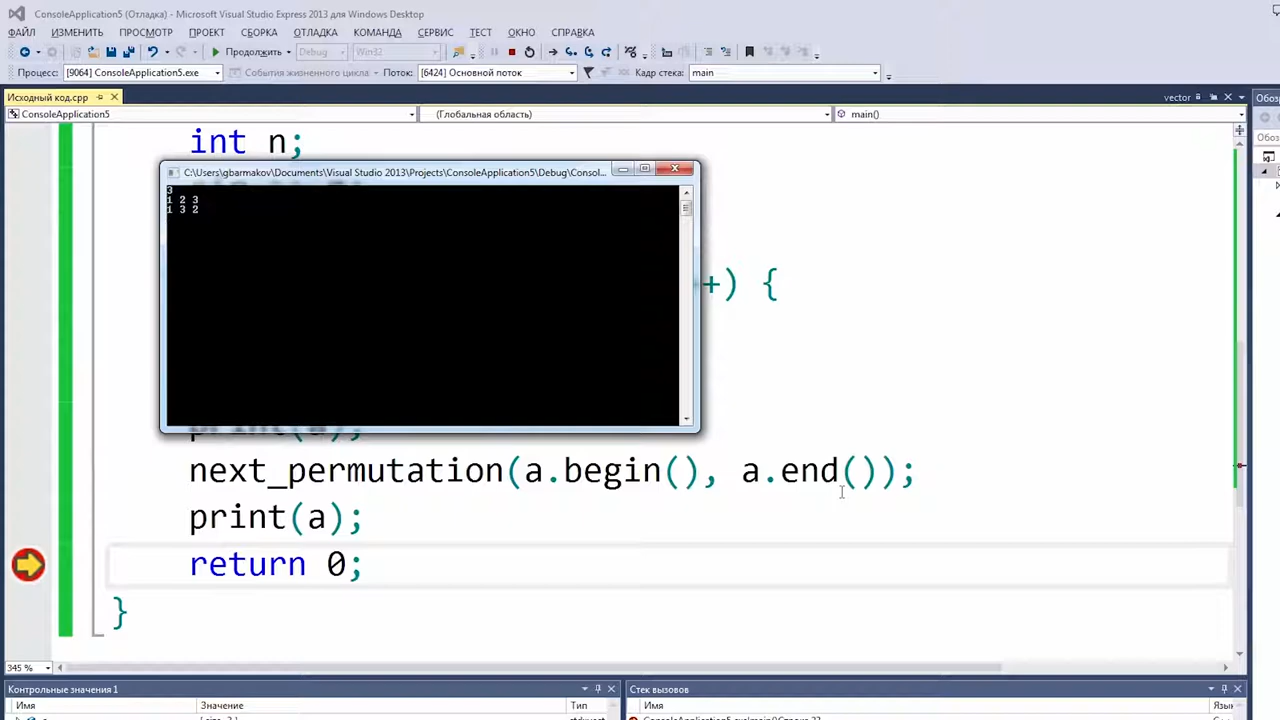 ConsoleApplication5 (Отладка) - Microsoft Visual Studio Express 2013 для Windows Desktop
ФАЙЛ ИЗМЕНИТЬ ПРОСМОТР ПРОЕКТ СБОРКА ОТЛАДКА КОМАНДА СЕРВИС ТЕСТ ОКНО СПРАВКА
Продолжить Debug Win32
Процесс: [9064] ConsoleApplication5.exe События жизненного цикла Поток: [6424] Основной поток Кадр стека: main
Исходный код.cpp vector
ConsoleApplication5 (Глобальная область) main()
int n;
C:\Users\gbarmakov\Documents\Visual Studio 2013\Projects\ConsoleApplication5\Debug\Consol...
3
1 2 3
1 3 2
+) {
print(a);
next_permutation(a.begin(), a.end());
print(a);
return 0;
}
345 %
Контрольные значения 1 Стек вызовов
Имя Значение Тип Имя Язык